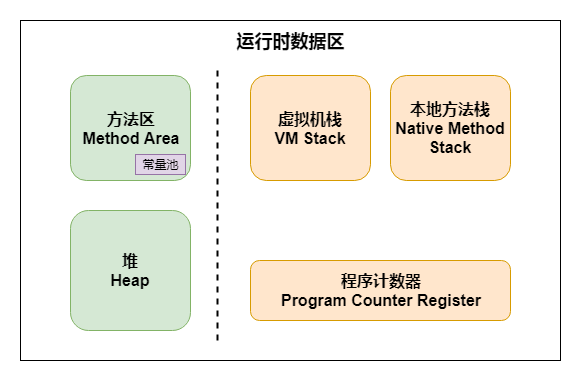 运行时数据区
方法区
Method Area
常量池
虚拟机栈
VM Stack
本地方法栈
Native Method
Stack
堆
Heap
程序计数器
Program Counter Register